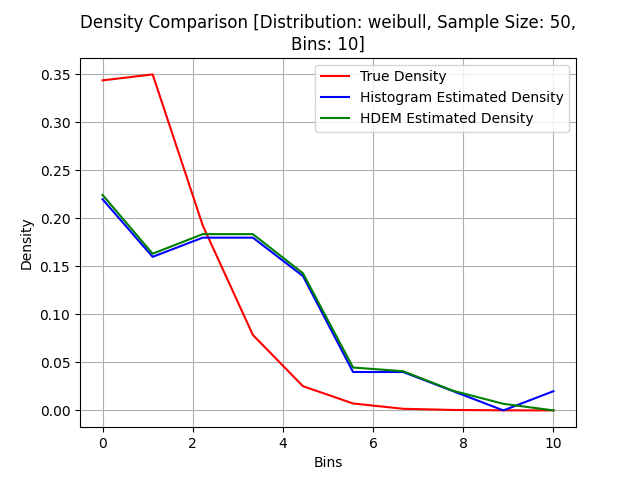 Density Comparison [Distribution: weibull, Sample Size: 50,
Bins: 10]
True Density
Histogram Estimated Density
HDEM Estimated Density
Density
0.35
0.30
0.25
0.20
0.15
0.10
0.05
0.00
0 2 4 6 8 10
Bins